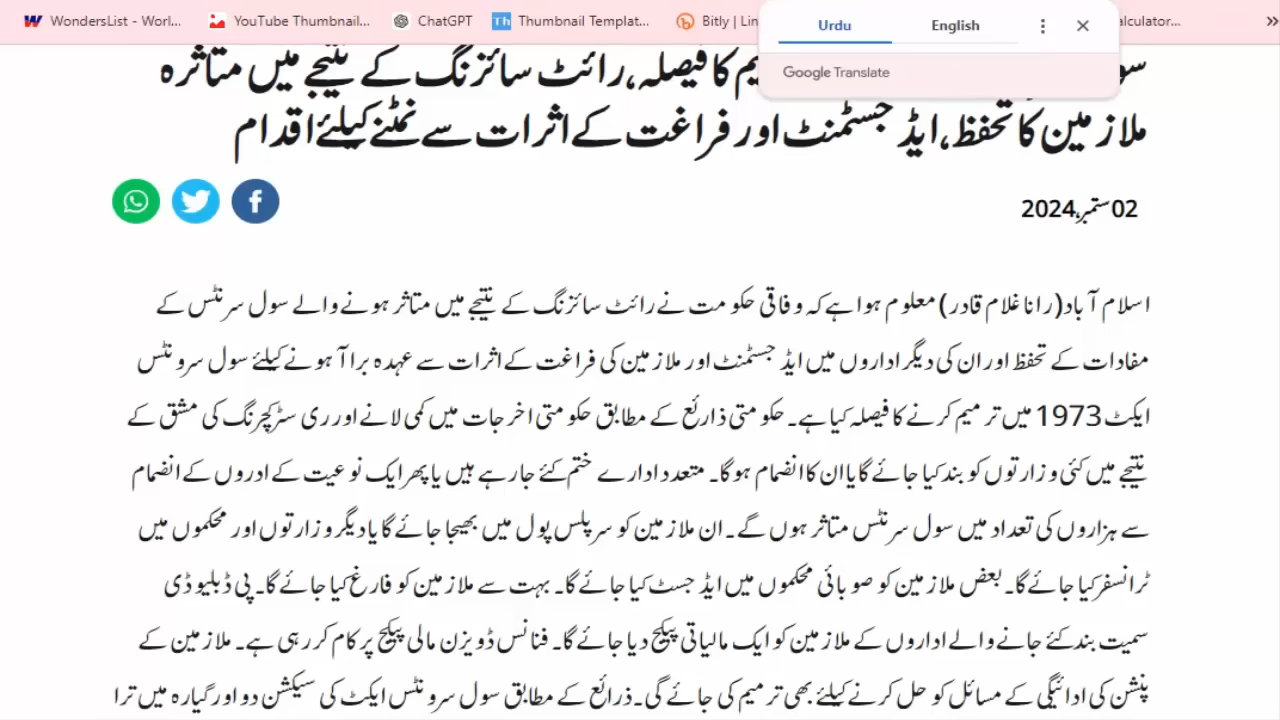 WondersList - Worl...
YouTube Thumbnail...
ChatGPT
Th Thumbnail Templat...
Bitly | Lin
alculator...
»
Urdu
English
Google Translate
سو یم کا فیصلہ، رائٹ سائزنگ کے نتیجے میں متاثرہ
ملازمین کا تحفظ، ایڈجسٹمنٹ اور فراغت کے اثرات سے نمٹنے کیلئے اقدام
02 ستمبر، 2024
اسلام آباد (رانا غلام قادر) معلوم ہوا ہے کہ وفاقی حکومت نے رائٹ سائزنگ کے نتیجے میں متاثر ہونے والے سول سرنٹس کے
مفادات کے تحفظ اور ان کی دیگر اداروں میں ایڈجسٹمنٹ اور ملازمین کی فراغت کے اثرات سے عہدہ برا آ ہونے کیلئے سول سرونٹس
ایکٹ 1973 میں ترمیم کرنے کا فیصلہ کیا ہے۔ حکومتی ذرائع کے مطابق حکومتی اخرجات میں کمی لانے اور ری سٹرکچرنگ کی مشق کے
نتیجے میں کئی وزارتوں کو بند کیا جائے گا یا ان کا انضمام ہو گا۔ متعدد ادارے ختم کئے جا رہے ہیں یا پھر ایک نوعیت کے ادروں کے انضمام
سے ہزاروں کی تعداد میں سول سرنٹس متاثر ہوں گے۔ ان ملازمین کو سرپلس پول میں بھیجا جائے گا یا دیگر وزارتوں اور محکموں میں
ٹرانسفر کیا جائے گا۔ بعض ملازمین کو صوبائی محکموں میں ایڈجسٹ کیا جائے گا۔ بہت سے ملازمین کو فارغ کیا جائے گا۔ پی ڈبلیو ڈی
سمیت بند کئے جانے والے اداروں کے ملازمین کو ایک مالیاتی پیکیج دیا جائے گا۔ فنانس ڈویژن مالی پیکج پر کام کر رہی ہے۔ ملازمین کے
پنشن کی ادائیگی کے مسائل کو حل کرنے کیلئے بھی ترمیم کی جائے گی۔ ذرائع کے مطابق سول سرونٹس ایکٹ کی سیکشن دو اور گیارہ میں ترا